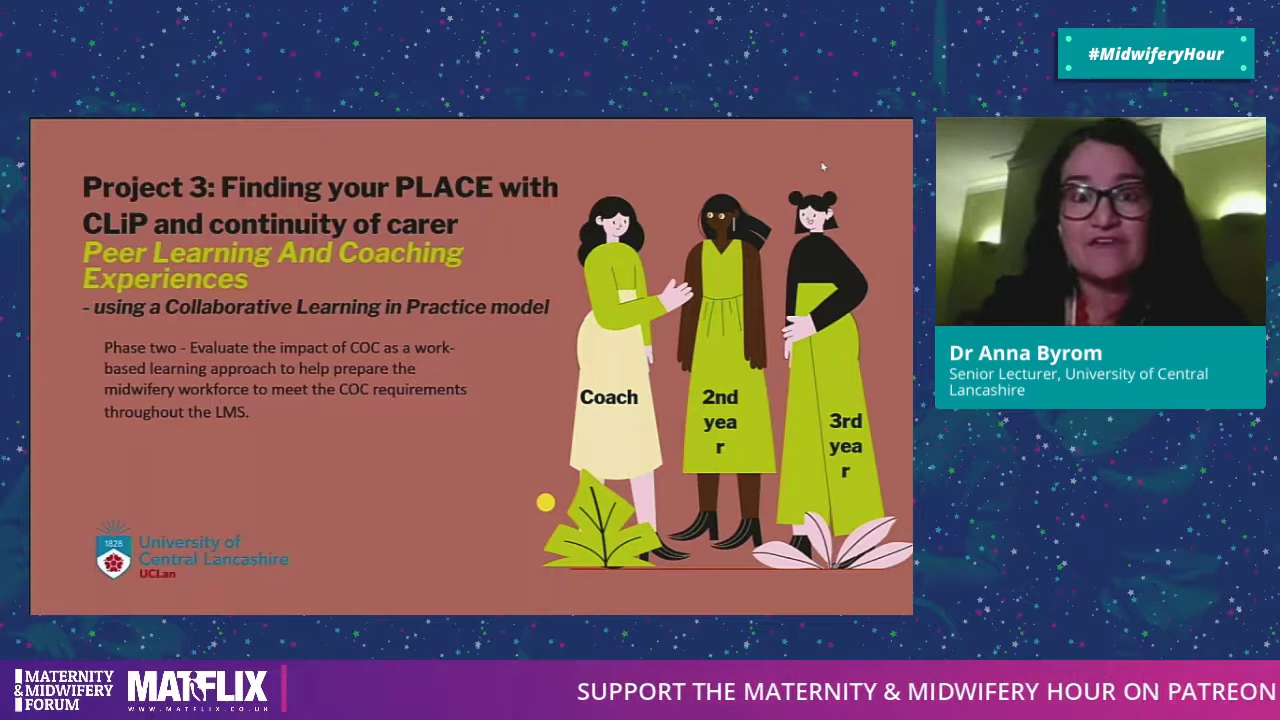 #MidwiferyHour
Project 3: Finding your PLACE with
CLiP and continuity of carer
Peer Learning And Coaching
Experiences
- using a Collaborative Learning in Practice model
Phase two - Evaluate the impact of COC as a work-
based learning approach to help prepare the
midwifery workforce to meet the COC requirements
throughout the LMS.
Coach
2nd
yea
r
3rd
yea
r
1828
University of
Central Lancashire
UCLan
Dr Anna Byrom
Senior Lecturer, University of Central
Lancashire
MATERNITY
& MIDWIFERY
FORUM
MATFLIX
WWW.MATFLIX.CO.UK
SUPPORT THE MATERNITY & MIDWIFERY HOUR ON PATREON